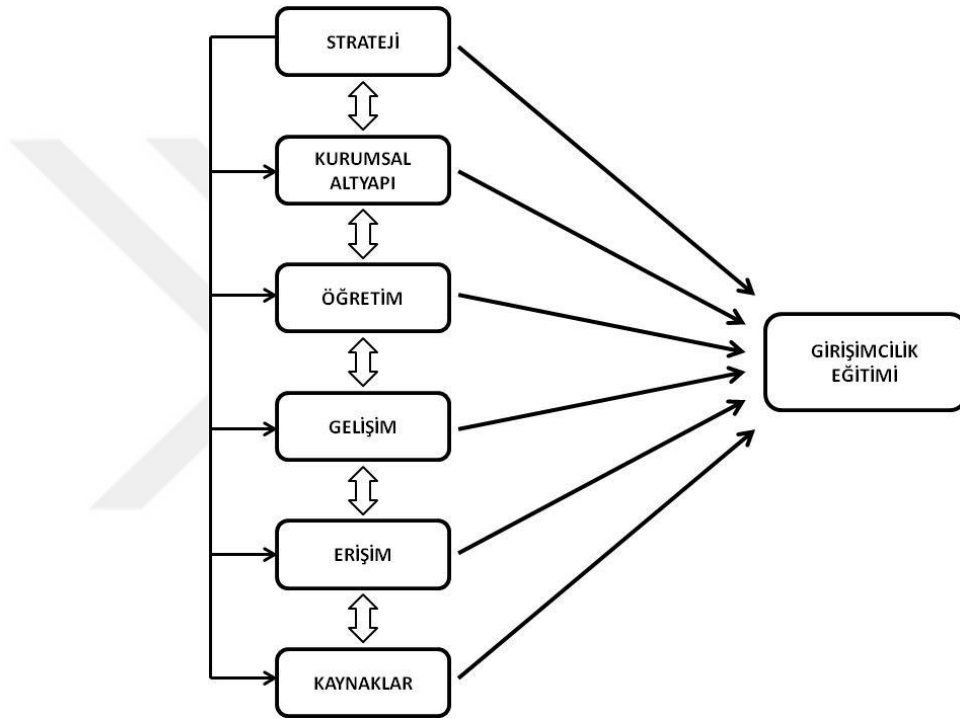 STRATEJİ
KURUMSAL
ALTYAPI
ÖĞRETİM
GELİŞİM
ERİŞİM
KAYNAKLAR
GİRİŞİMCİLİK
EĞİTİMİ